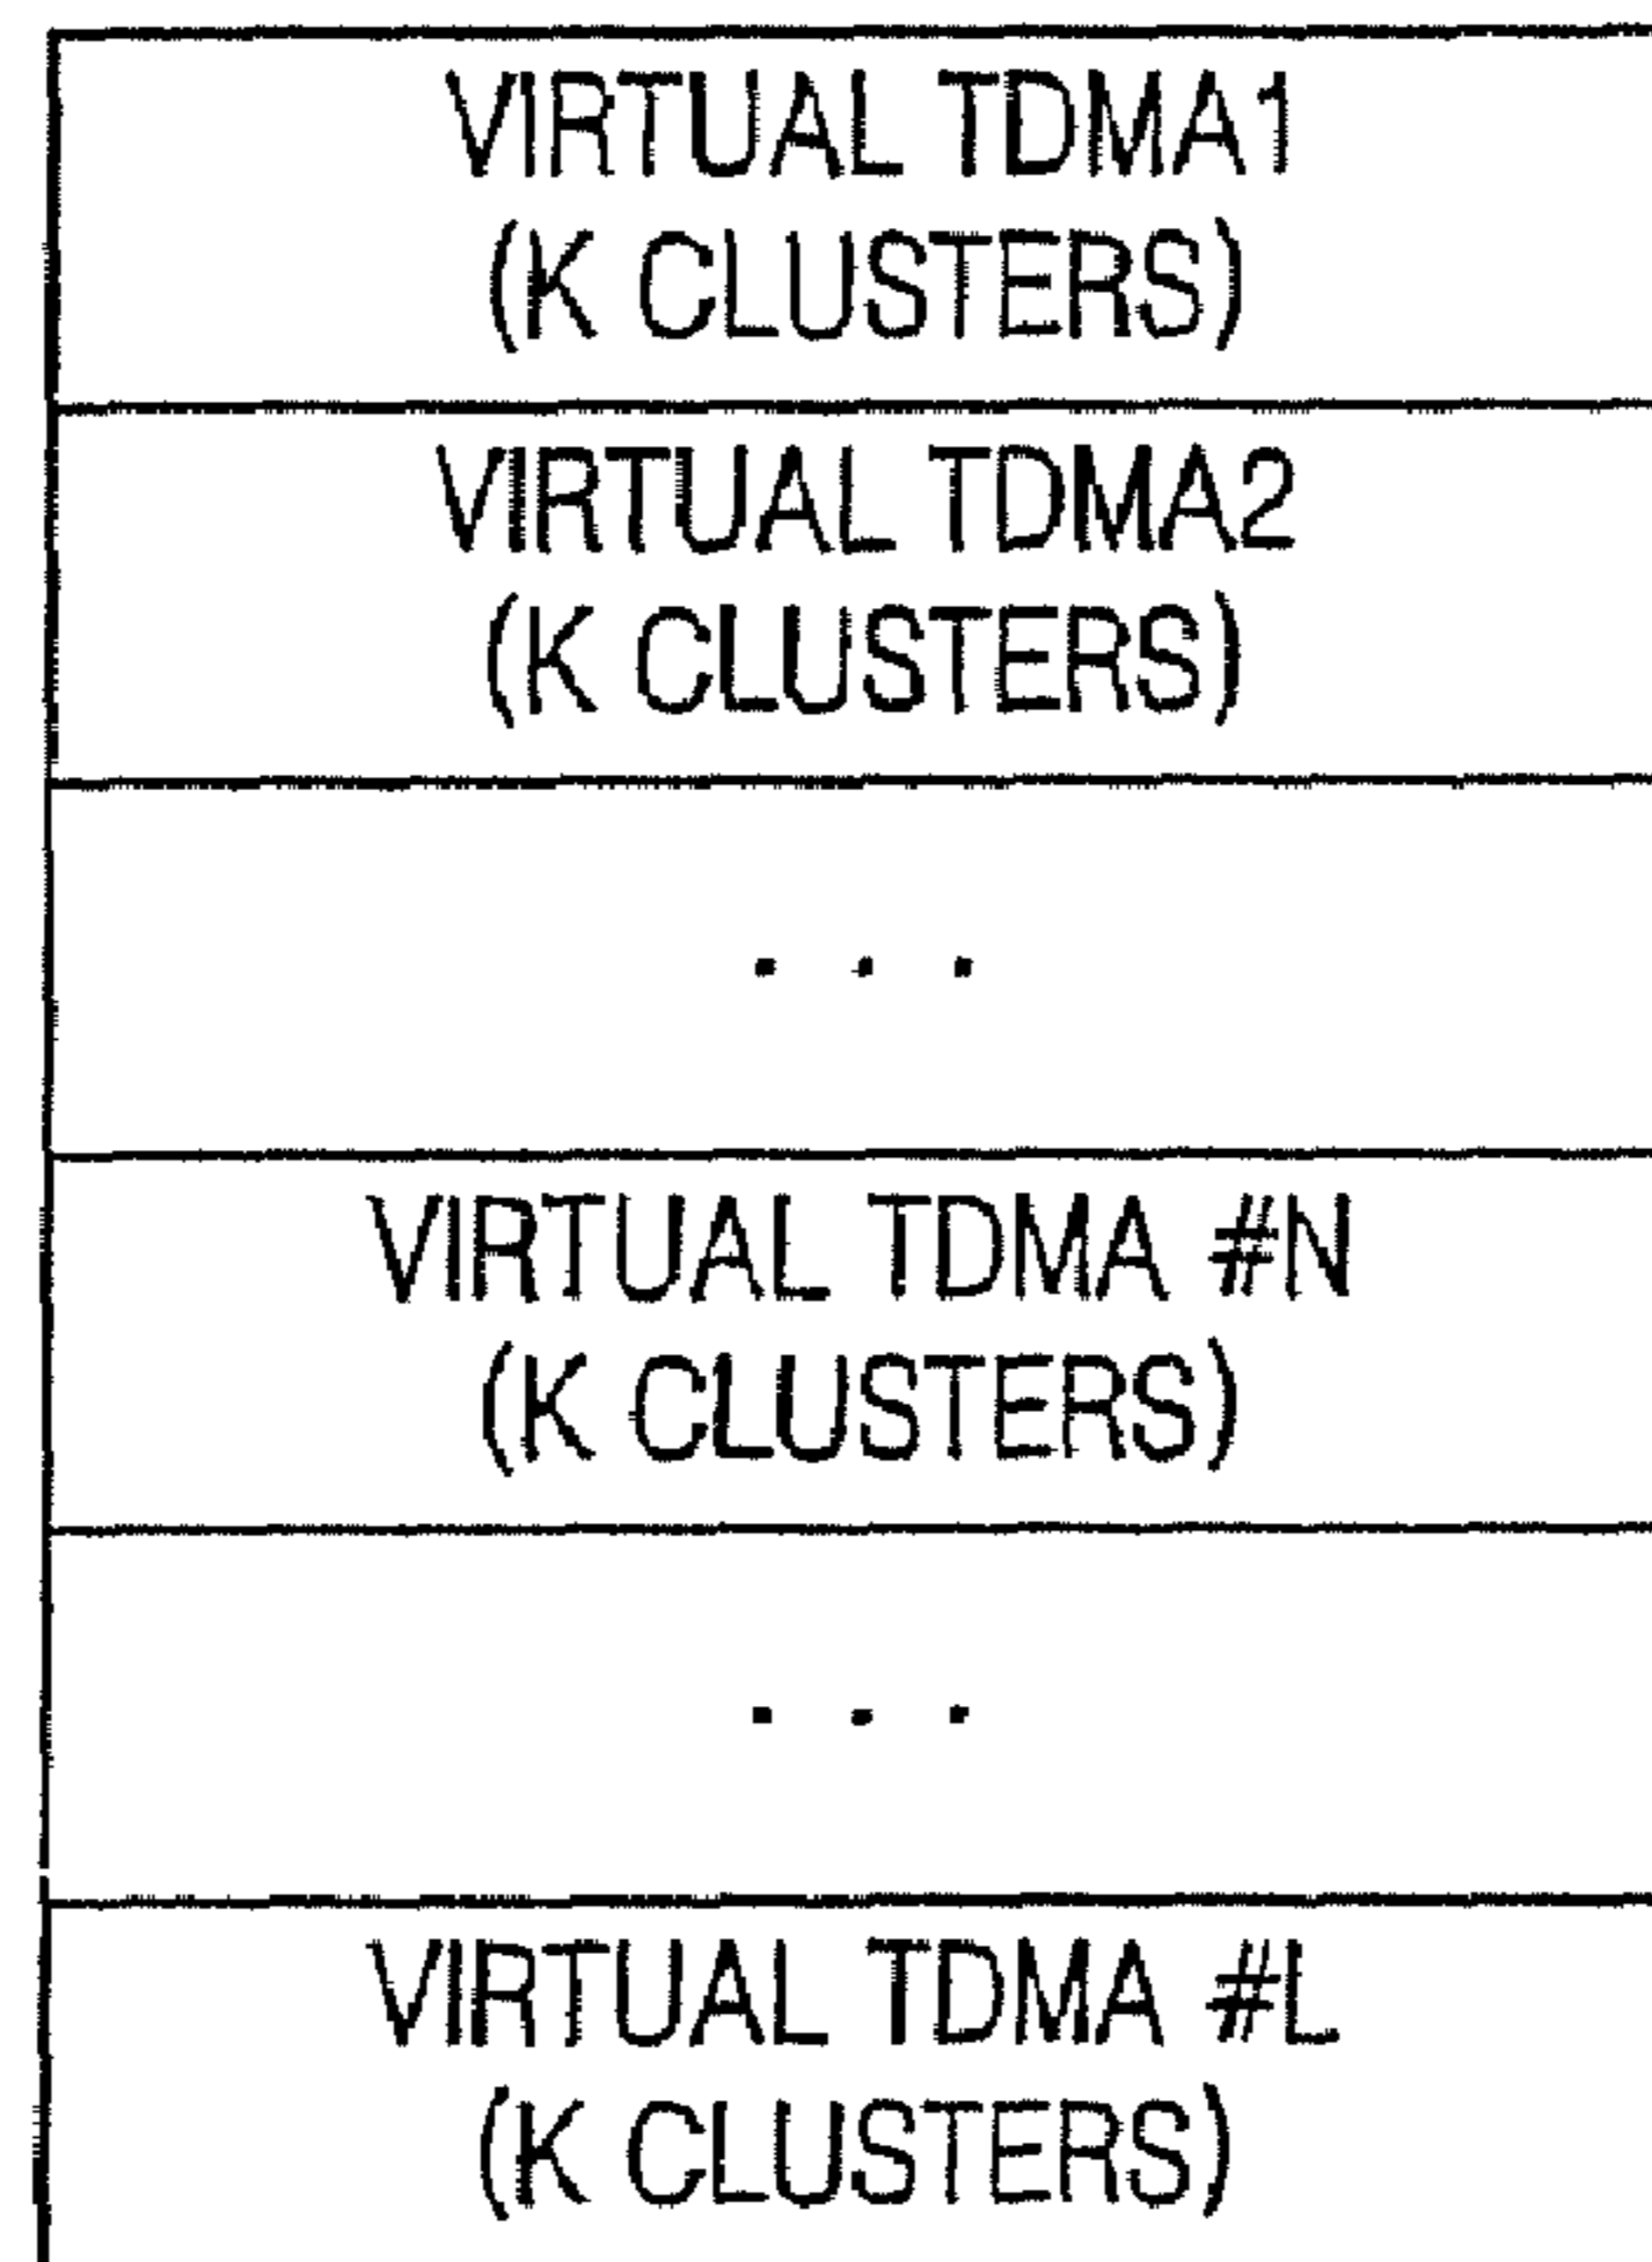 VIRTUAL TDMA1
(K CLUSTERS)
VIRTUAL TDMA2
(K CLUSTERS)
. . .
VIRTUAL TDMA #N
(K CLUSTERS)
. . .
VIRTUAL TDMA #L
(K CLUSTERS)